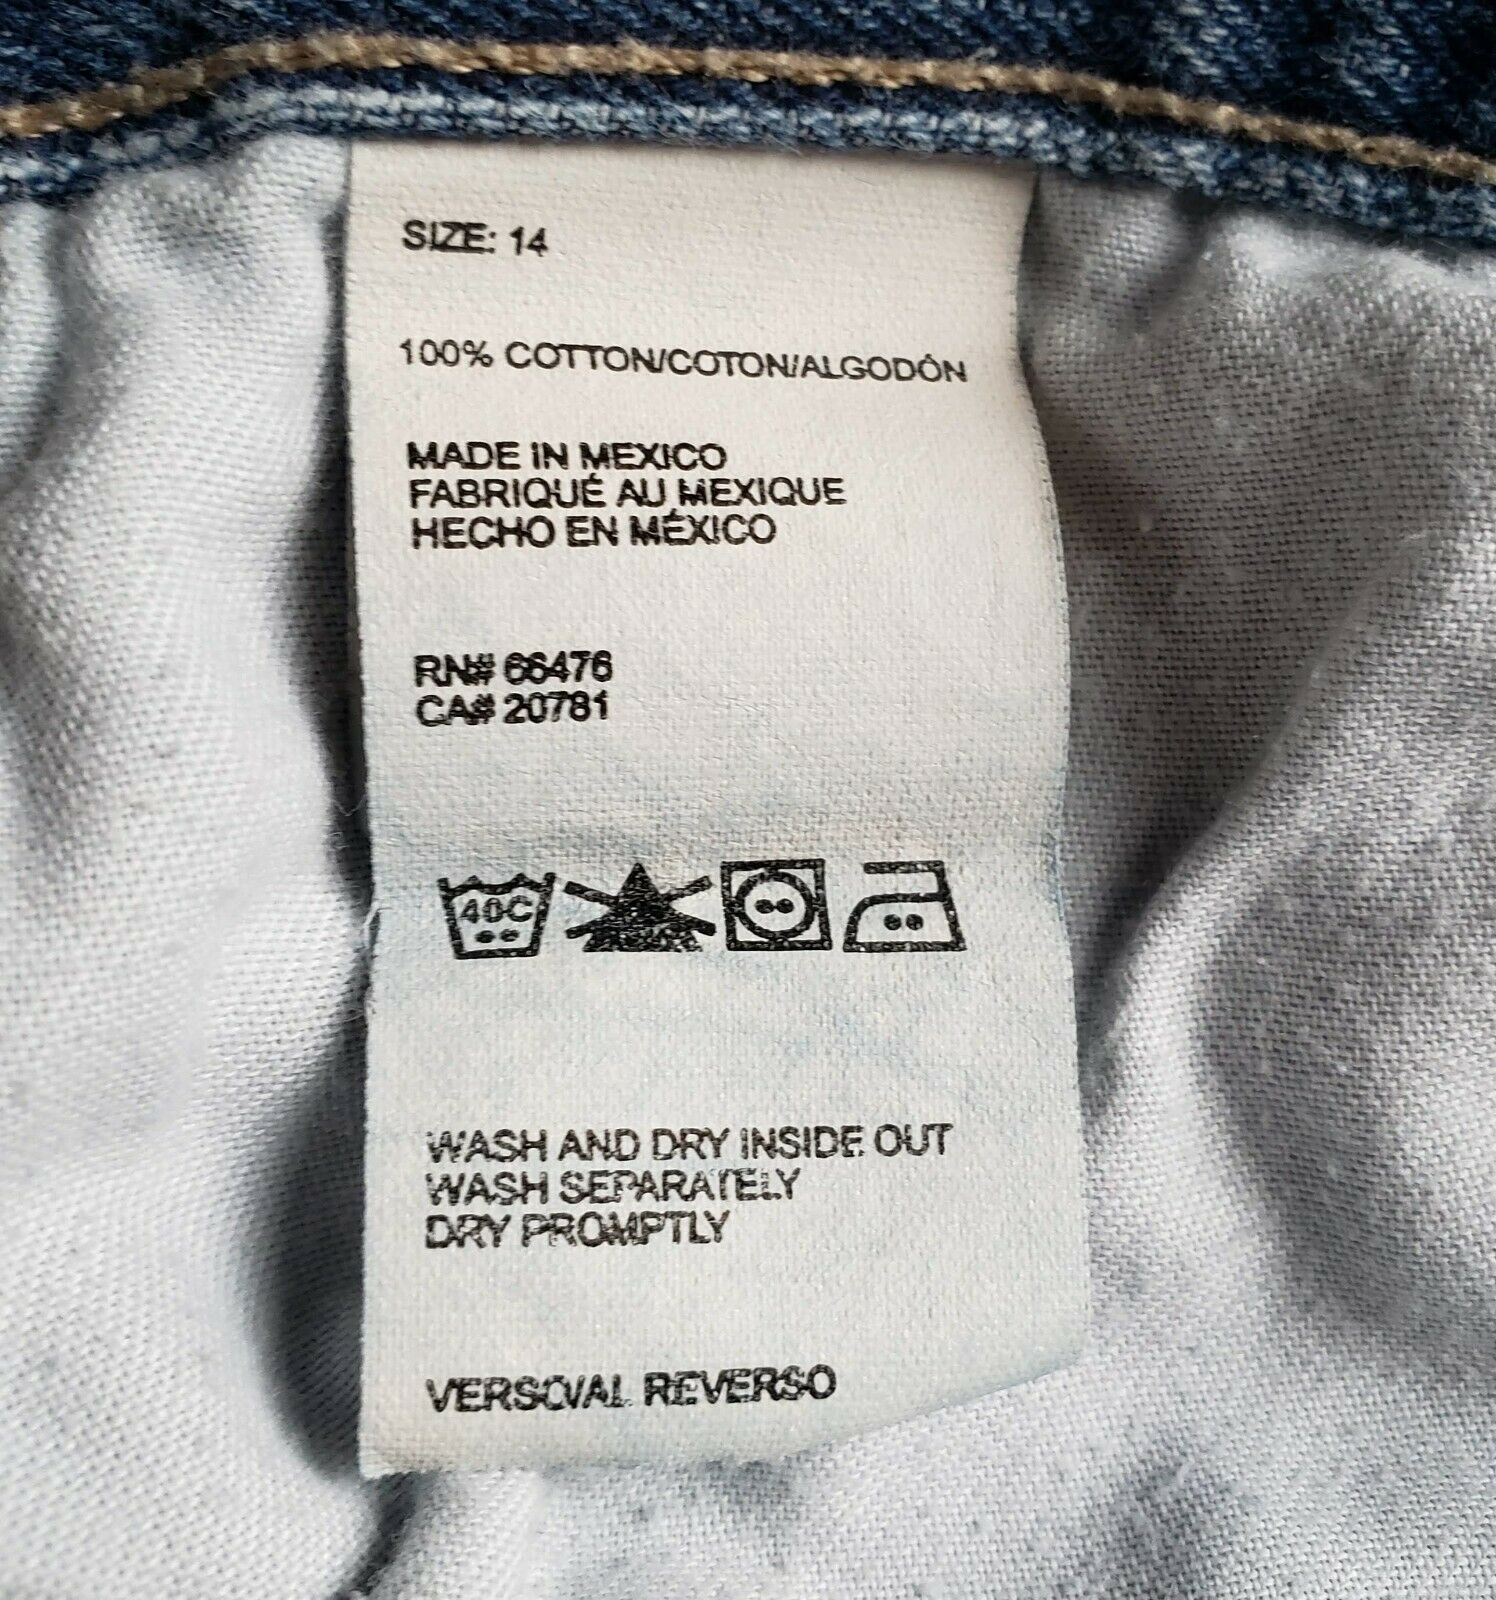 SIZE: 14
100% COTTON/COTON/ALGODÓN
MADE IN MEXICO
FABRIQUÉ AU MEXIQUE
HECHO EN MÉXICO
RN# 66476
CA# 20781
40C
WASH AND DRY INSIDE OUT
WASH SEPARATELY
DRY PROMPTLY
VERSO/AL REVERSO